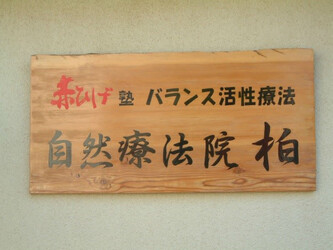 赤ひげ塾 バランス活性療法
自然療法院 柏